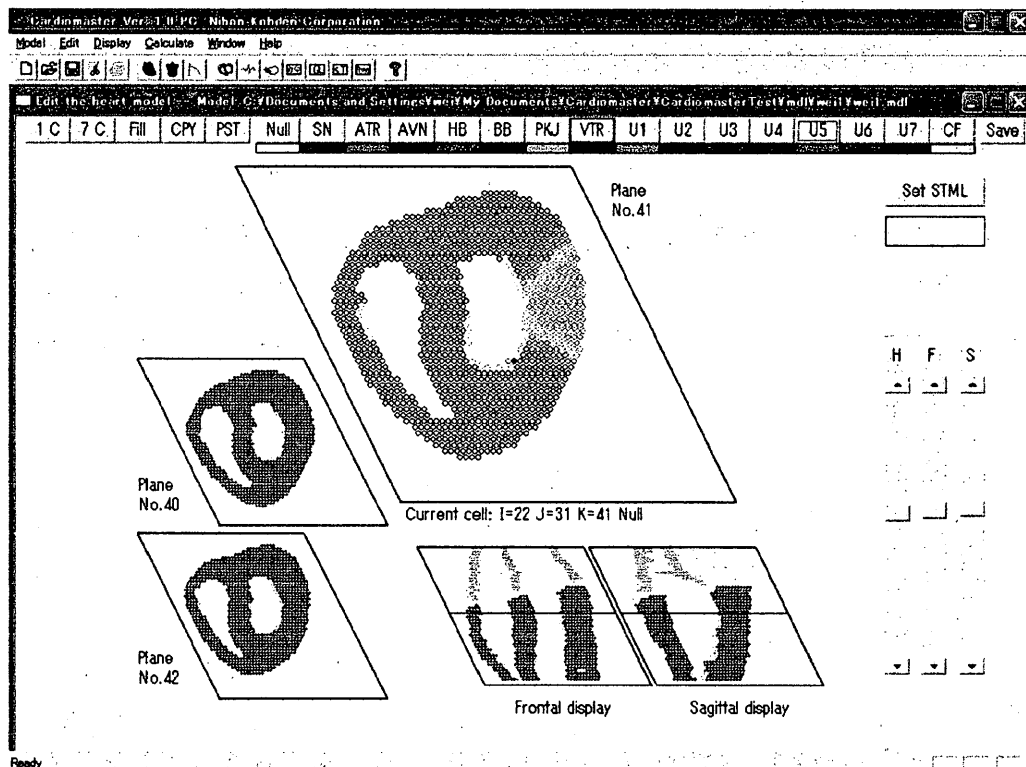 Cardiomaster Ver. 1.0 PC Nihon Kohden Corporation
Model Edit Display Calculate Window Help
Edit the heart model - Model: C:¥Documents and Settings¥wei¥My Documents¥Cardiomaster¥CardiomasterTest¥mdl¥wei1¥wei1.mdl
1 C 7 C Fill CPY PST Null SN ATR AVN HB BB PKJ VTR U1 U2 U3 U4 U5 U6 U7 CF Save
Plane
No.41
Set STML
H F S
Plane
No.40
Current cell: I=22 J=31 K=41 Null
Plane
No.42
Frontal display Sagittal display
Ready